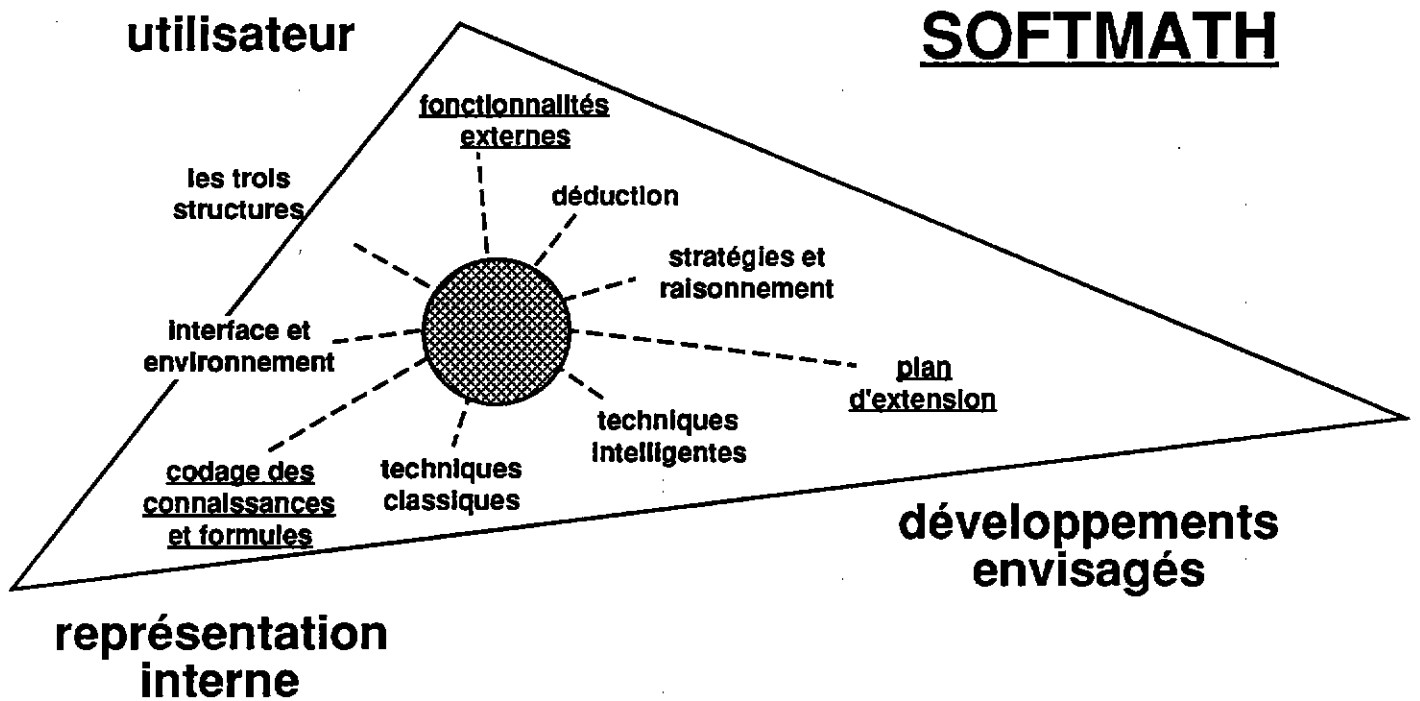 utilisateur
SOFTMATH
fonctionnalités
externes
les trois
structures
déduction
stratégies et
raisonnement
interface et
environnement
plan
d'extension
techniques
intelligentes
codage des
connaissances
et formules
techniques
classiques
développements
envisagés
représentation
interne